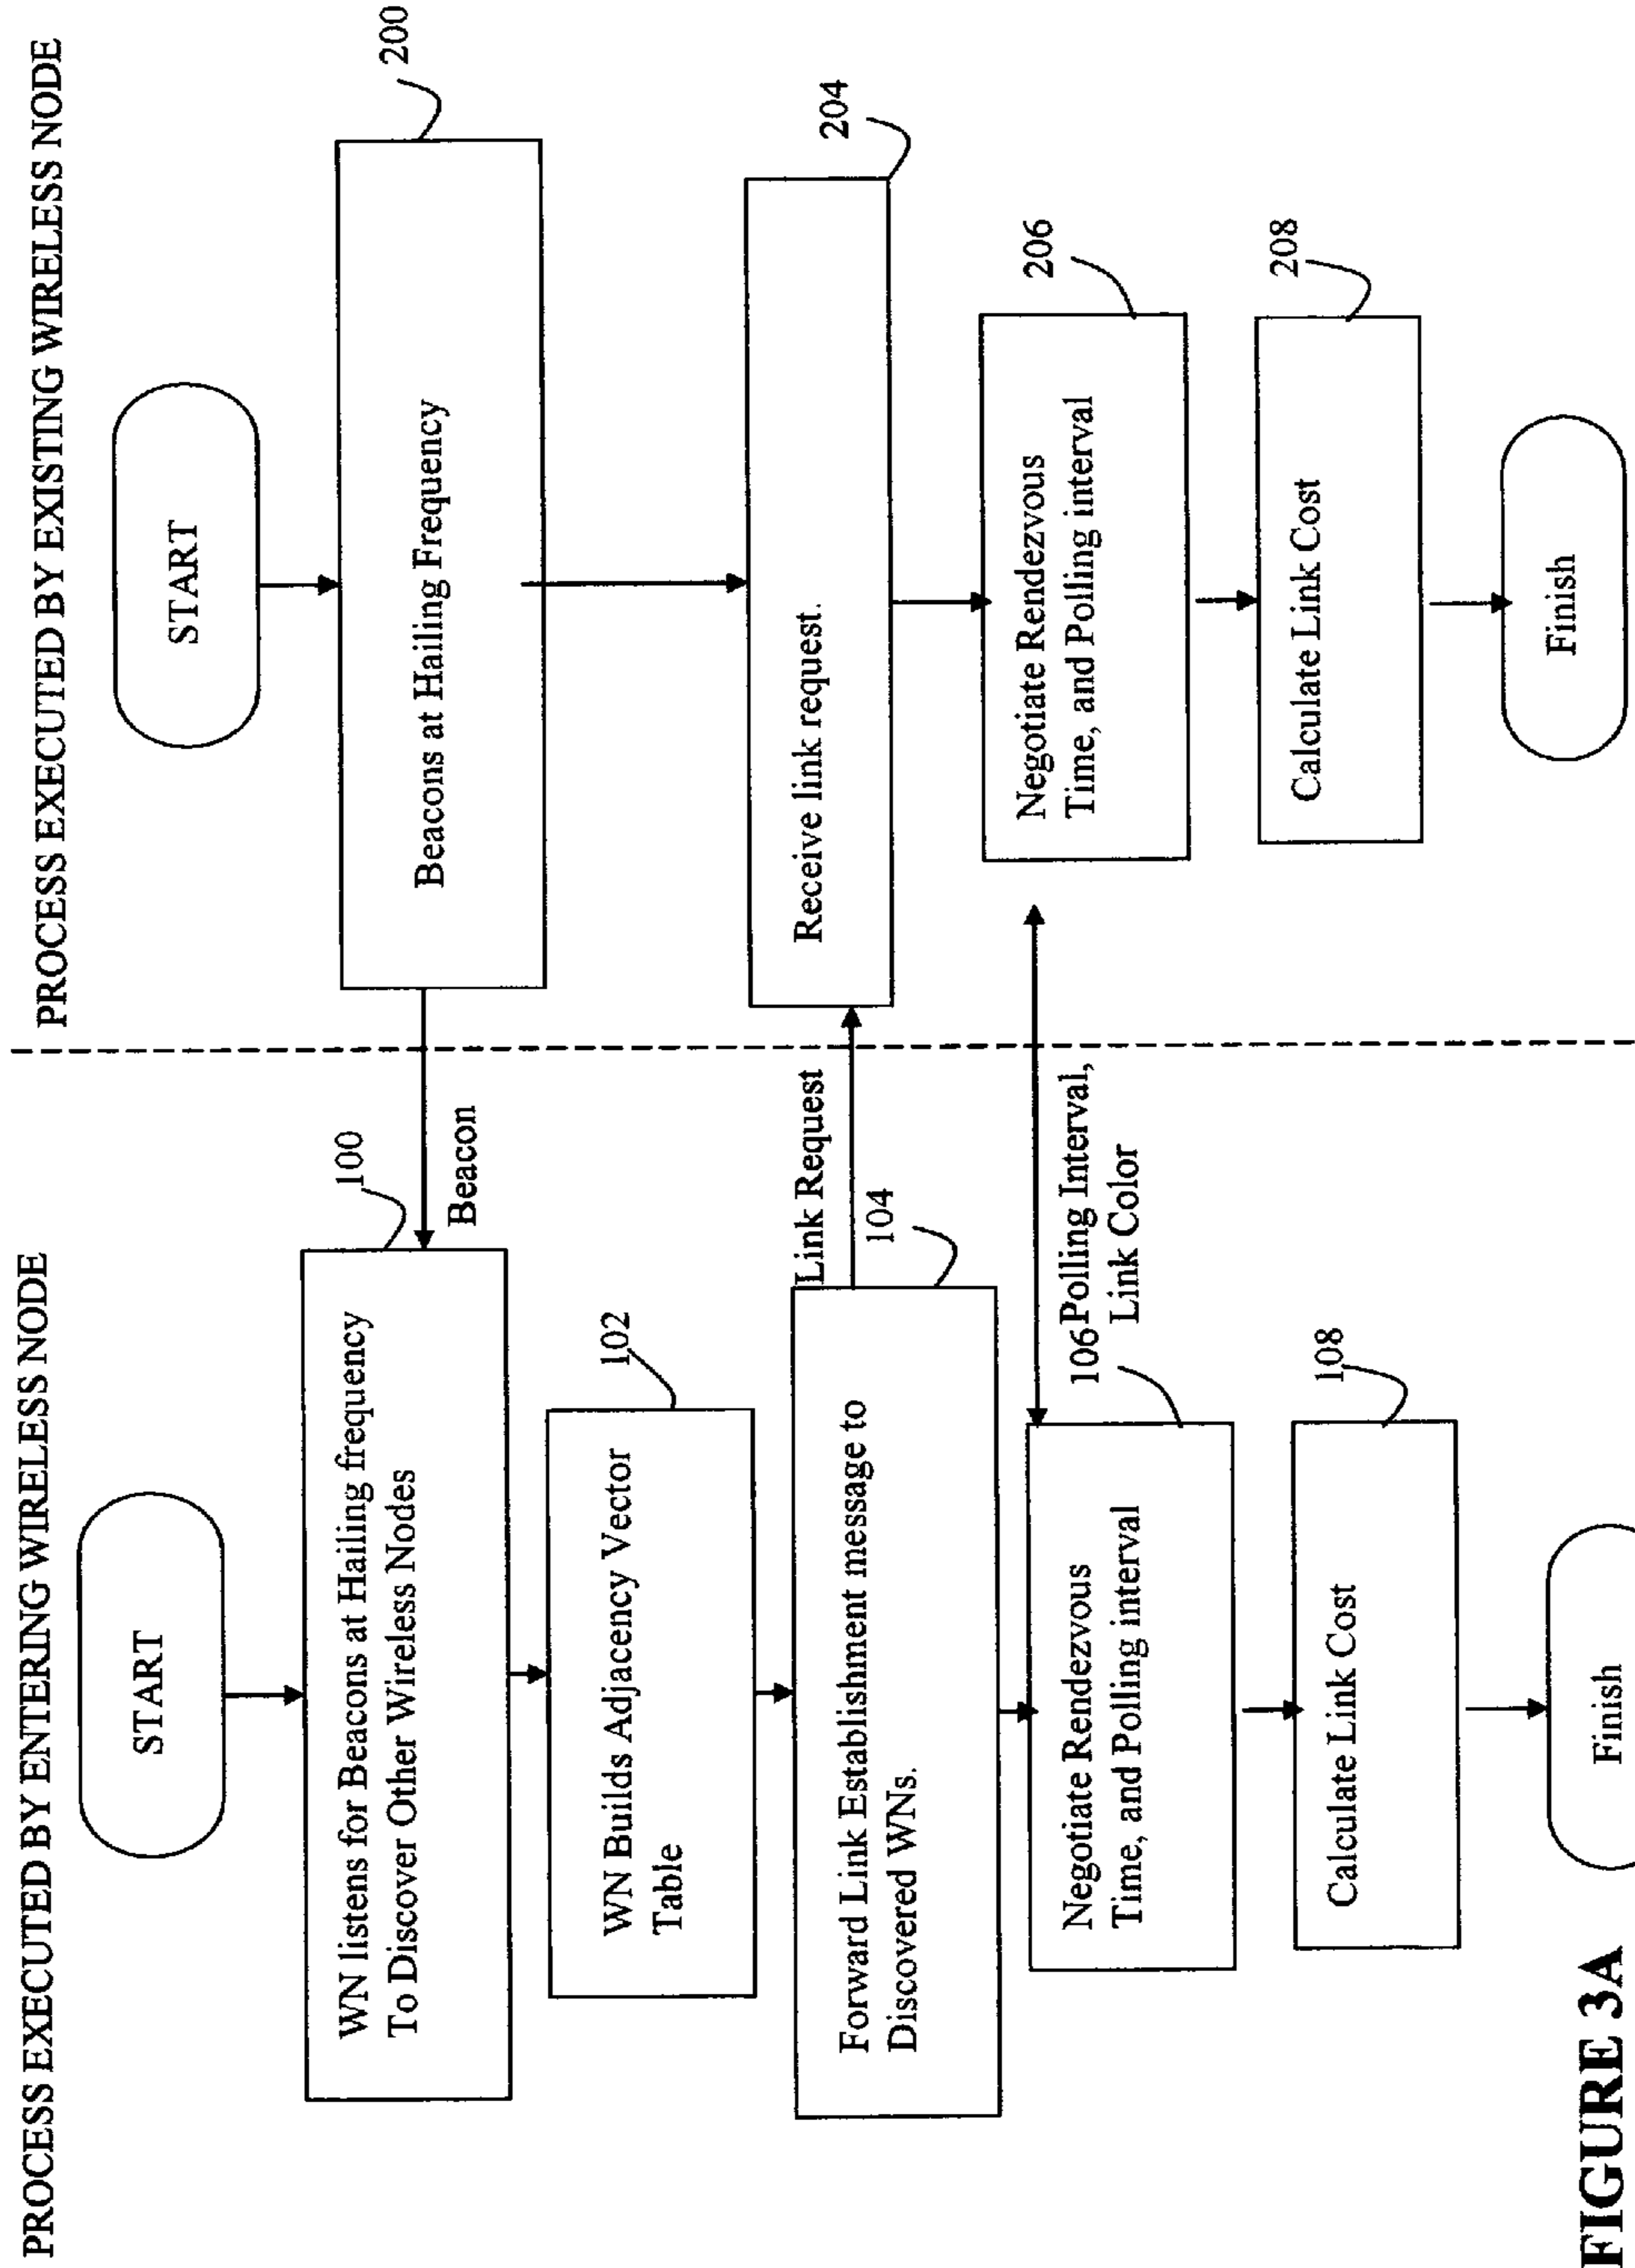 PROCESS EXECUTED BY ENTERING WIRELESS NODE
START
100
WN listens for Beacons at Hailing frequency
To Discover Other Wireless Nodes
Beacon
102
WN Builds Adjacency Vector
Table
Link Request
104
Forward Link Establishment message to
Discovered WNs.
106
Polling Interval,
Link Color
Negotiate Rendezvous
Time, and Polling interval
108
Calculate Link Cost
Finish
PROCESS EXECUTED BY EXISTING WIRELESS NODE
START
200
Beacons at Hailing Frequency
204
Receive link request.
206
Negotiate Rendezvous
Time, and Polling interval
208
Calculate Link Cost
Finish
FIGURE 3A